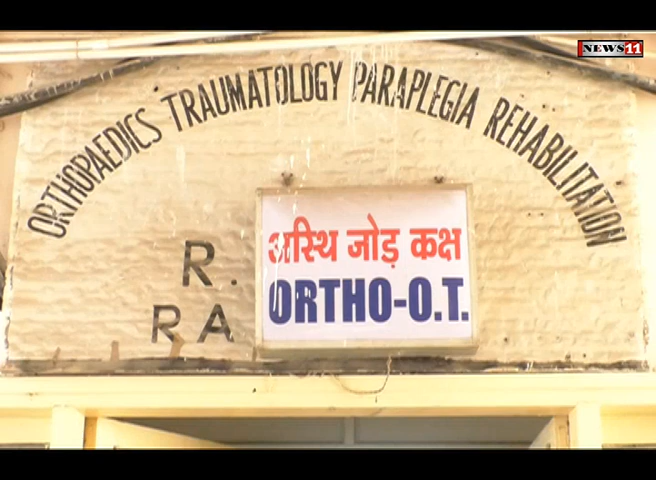 NEWS11
ORTHOPAEDICS TRAUMATOLOGY PARAPLEGIA REHABILITATION
R.
RA
अस्थि जोड़ कक्ष
ORTHO-O.T.